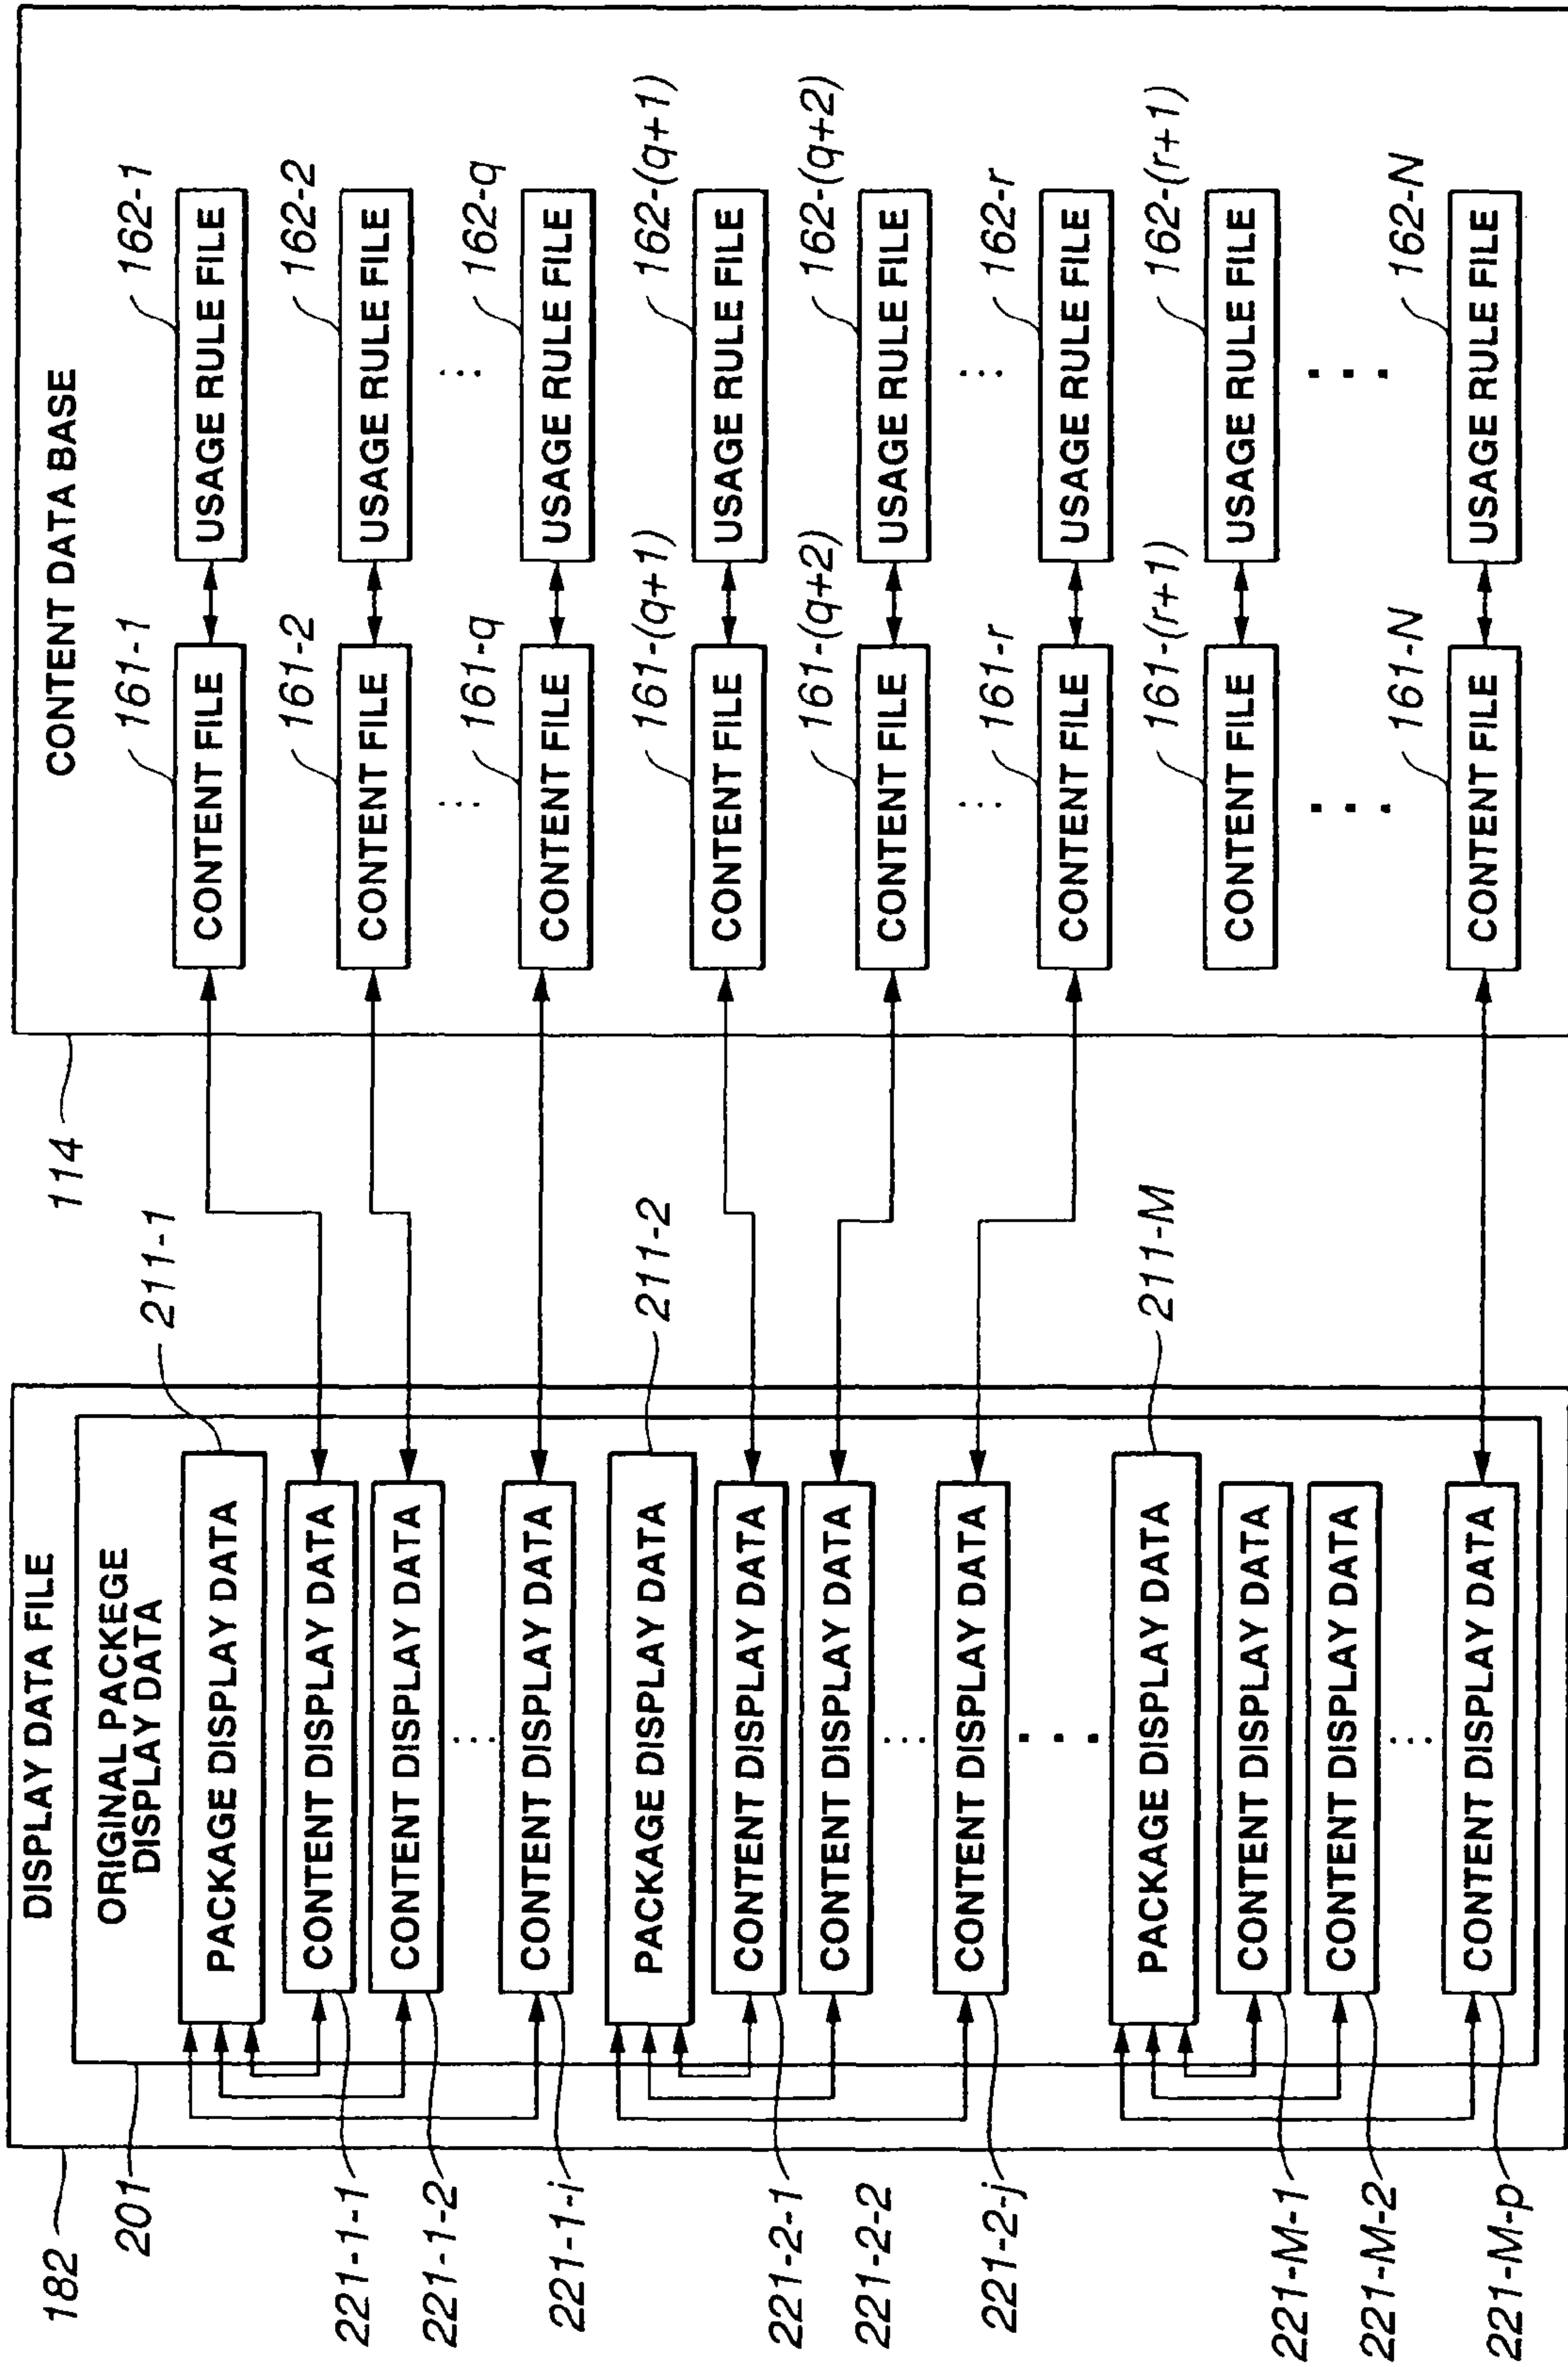 DISPLAY DATA FILE
182
ORIGINAL PACKEGE
DISPLAY DATA
201
PACKAGE DISPLAY DATA
211-1
221-1-1
CONTENT DISPLAY DATA
221-1-2
CONTENT DISPLAY DATA
...
221-1-i
CONTENT DISPLAY DATA
PACKAGE DISPLAY DATA
211-2
221-2-1
CONTENT DISPLAY DATA
221-2-2
CONTENT DISPLAY DATA
...
221-2-j
CONTENT DISPLAY DATA
...
PACKAGE DISPLAY DATA
211-M
221-M-1
CONTENT DISPLAY DATA
221-M-2
CONTENT DISPLAY DATA
...
221-M-p
CONTENT DISPLAY DATA
114
CONTENT DATA BASE
161-1
162-1
CONTENT FILE
USAGE RULE FILE
161-2
162-2
CONTENT FILE
USAGE RULE FILE
...
...
161-q
162-q
CONTENT FILE
USAGE RULE FILE
161-(q+1)
162-(q+1)
CONTENT FILE
USAGE RULE FILE
161-(q+2)
162-(q+2)
CONTENT FILE
USAGE RULE FILE
...
...
161-r
162-r
CONTENT FILE
USAGE RULE FILE
161-(r+1)
162-(r+1)
CONTENT FILE
USAGE RULE FILE
...
...
161-N
162-N
CONTENT FILE
USAGE RULE FILE